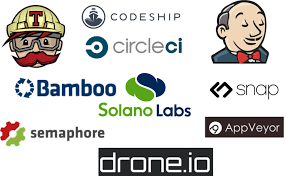 T
CODESHIP
circleci
Bamboo
Solano Labs
snap
semaphore
AppVeyor
drone.io